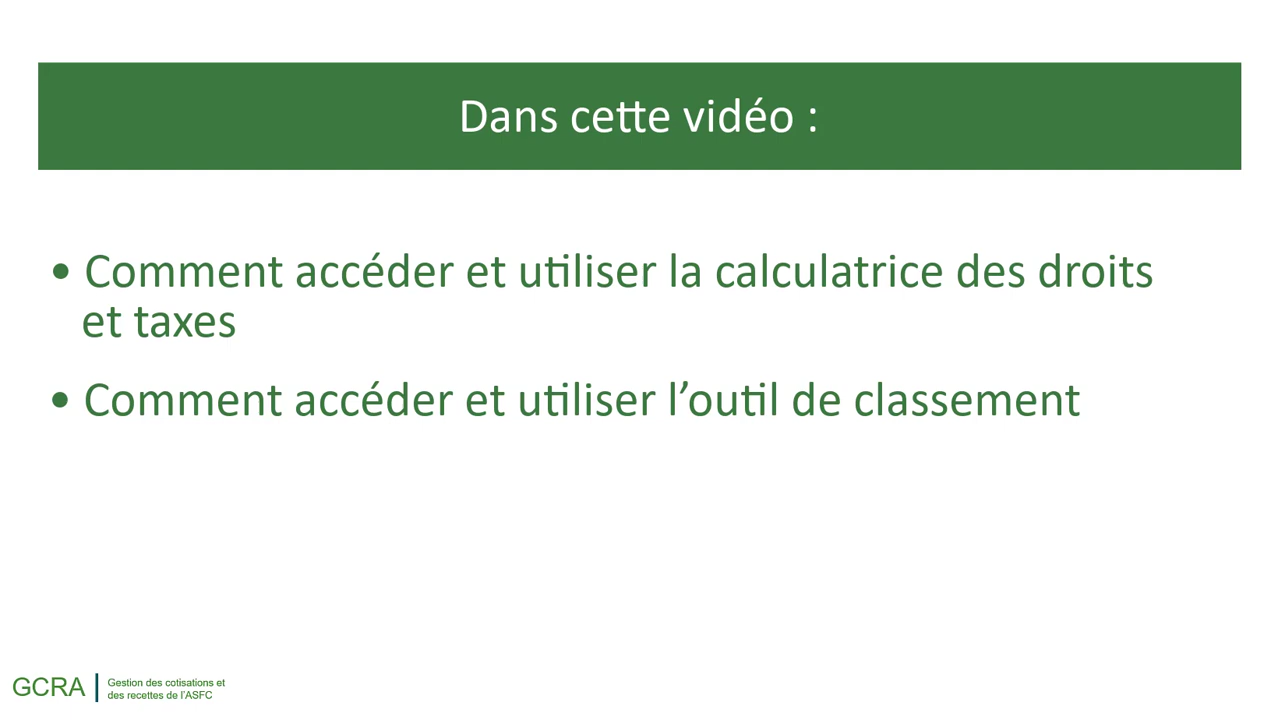 Dans cette vidéo :
• Comment accéder et utiliser la calculatrice des droits
et taxes
• Comment accéder et utiliser l’outil de classement
GCRA
Gestion des cotisations et
des recettes de l’ASFC